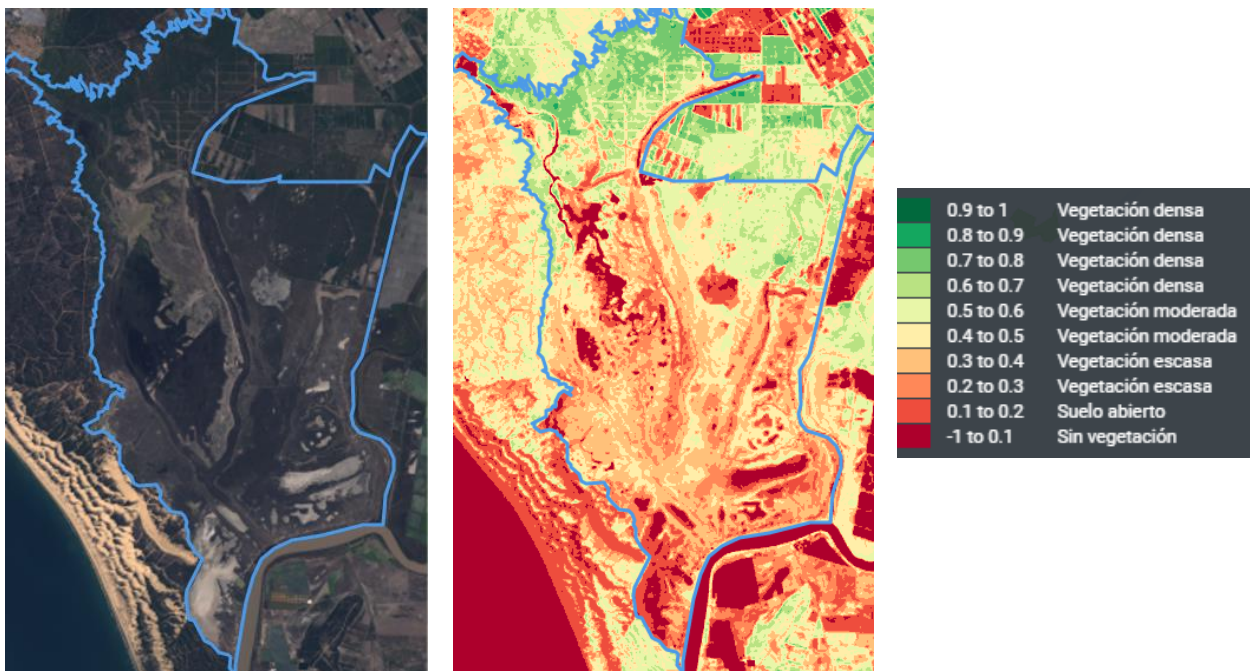 0.9 to 1 Vegetación densa
0.8 to 0.9 Vegetación densa
0.7 to 0.8 Vegetación densa
0.6 to 0.7 Vegetación densa
0.5 to 0.6 Vegetación moderada
0.4 to 0.5 Vegetación moderada
0.3 to 0.4 Vegetación escasa
0.2 to 0.3 Vegetación escasa
0.1 to 0.2 Suelo abierto
-1 to 0.1 Sin vegetación